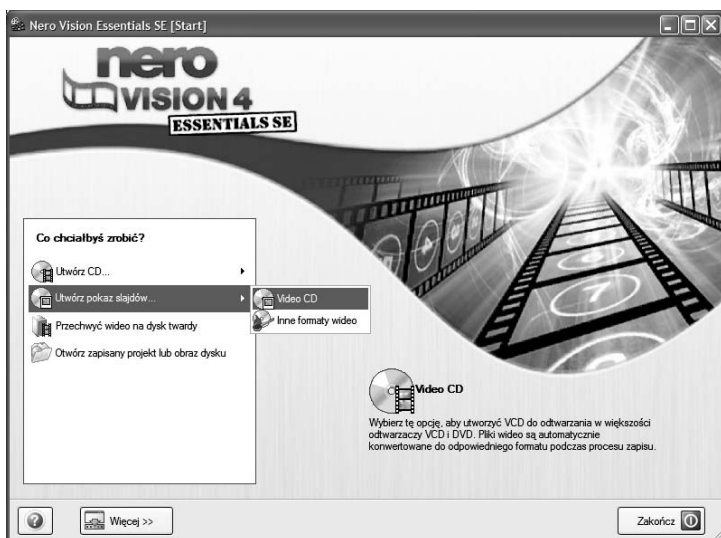 Nero Vision Essentials SE [Start]
nero
VISION 4
ESSENTIALS SE
Co chciałbyś zrobić?
Utwórz CD...
Utwórz pokaz slajdów...
Video CD
Inne formaty wideo
Przechwyć wideo na dysk twardy
Otwórz zapisany projekt lub obraz dysku
Video CD
Wybierz tę opcję, aby utworzyć VCD do odtwarzania w większości
odtwarzaczy VCD i DVD. Pliki wideo są automatycznie
konwertowane do odpowiedniego formatu podczas procesu zapisu.
Więcej >>
Zakończ